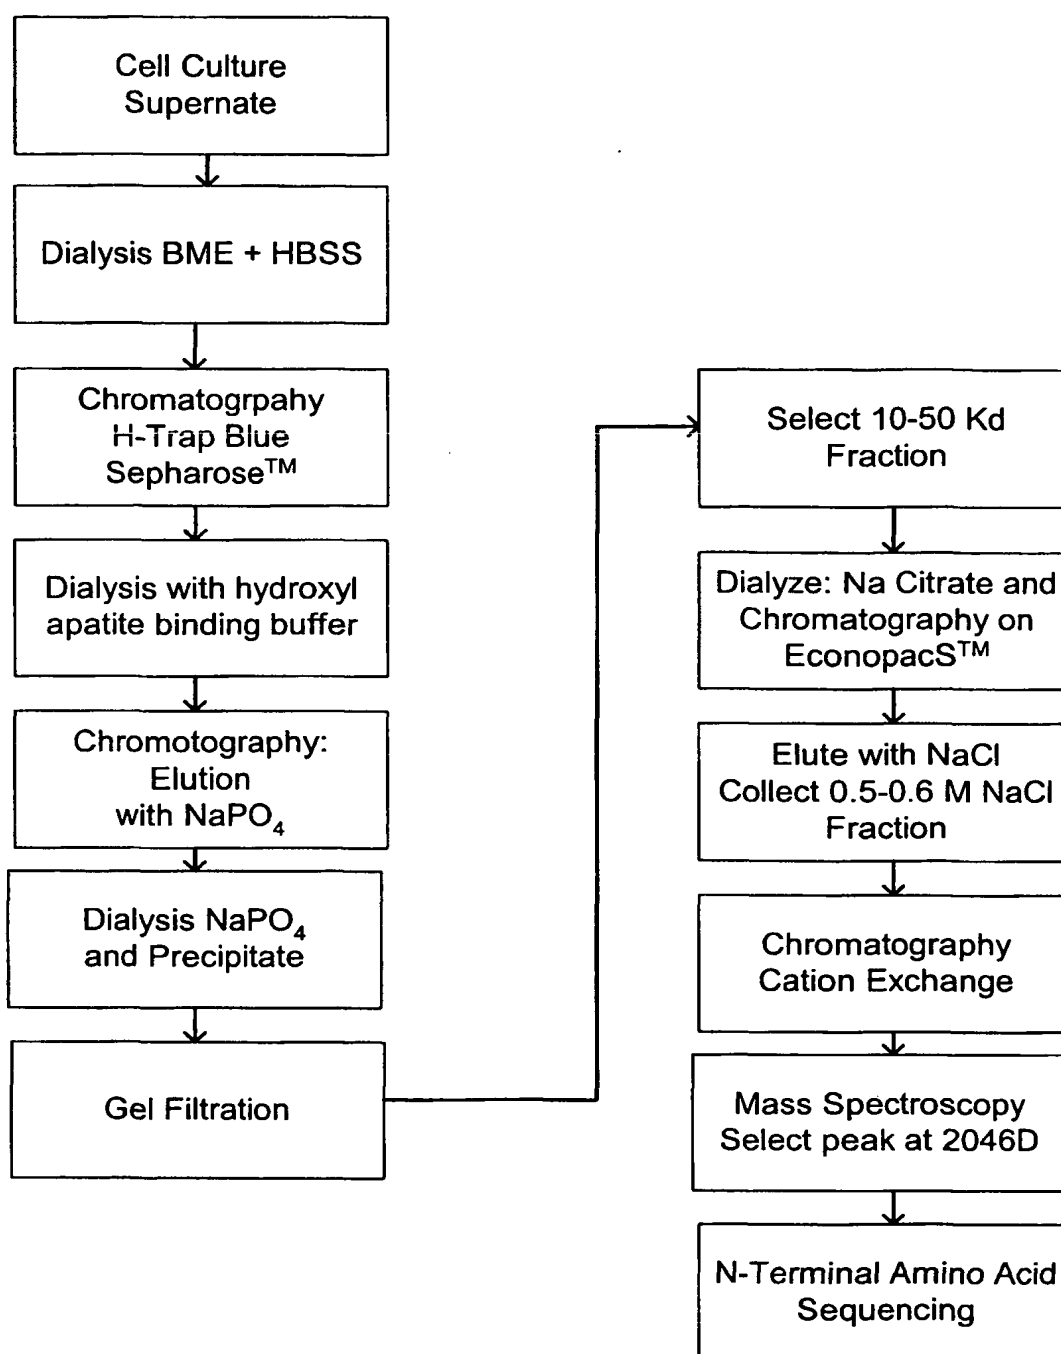 Cell Culture
Supernate
Dialysis BME + HBSS
Chromatogrpahy
H-Trap Blue
Sepharose™
Dialysis with hydroxyl
apatite binding buffer
Chromotography:
Elution
with NaPO₄
Dialysis NaPO₄
and Precipitate
Gel Filtration
Select 10-50 Kd
Fraction
Dialyze: Na Citrate and
Chromatography on
EconopacS™
Elute with NaCl
Collect 0.5-0.6 M NaCl
Fraction
Chromatography
Cation Exchange
Mass Spectroscopy
Select peak at 2046D
N-Terminal Amino Acid
Sequencing